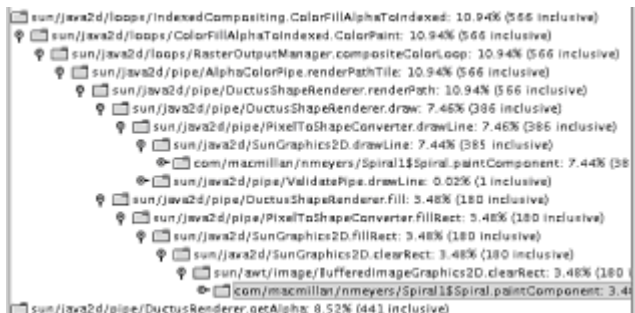 sun/java2d/loops/IndexedCompositing.ColorFillAlphaToIndexed: 10.94% (566 inclusive)
sun/java2d/loops/ColorFillAlphaToIndexed.ColorPaint: 10.94% (566 inclusive)
sun/java2d/loops/RasterOutputManager.compositeColorLoop: 10.94% (566 inclusive)
sun/java2d/pipe/AlphaColorPipe.renderPathTile: 10.94% (566 inclusive)
sun/java2d/pipe/DuctusShapeRenderer.renderPath: 10.94% (566 inclusive)
sun/java2d/pipe/DuctusShapeRenderer.draw: 7.46% (386 inclusive)
sun/java2d/pipe/PixelToShapeConverter.drawLine: 7.46% (386 inclusive)
sun/java2d/SunGraphics2D.drawLine: 7.44% (385 inclusive)
com/macmillan/nmeyers/Spiral1$Spiral.paintComponent: 7.44% (38
sun/java2d/pipe/ValidatePipe.drawLine: 0.02% (1 inclusive)
sun/java2d/pipe/DuctusShapeRenderer.fill: 3.48% (180 inclusive)
sun/java2d/pipe/PixelToShapeConverter.fillRect: 3.48% (180 inclusive)
sun/java2d/SunGraphics2D.fillRect: 3.48% (180 inclusive)
sun/java2d/SunGraphics2D.clearRect: 3.48% (180 inclusive)
sun/awt/image/BufferedImageGraphics2D.clearRect: 3.48% (180 i
com/macmillan/nmeyers/Spiral1$Spiral.paintComponent: 3.4
sun/java2d/pipe/DuctusRenderer.getAlpha: 8.52% (441 inclusive)